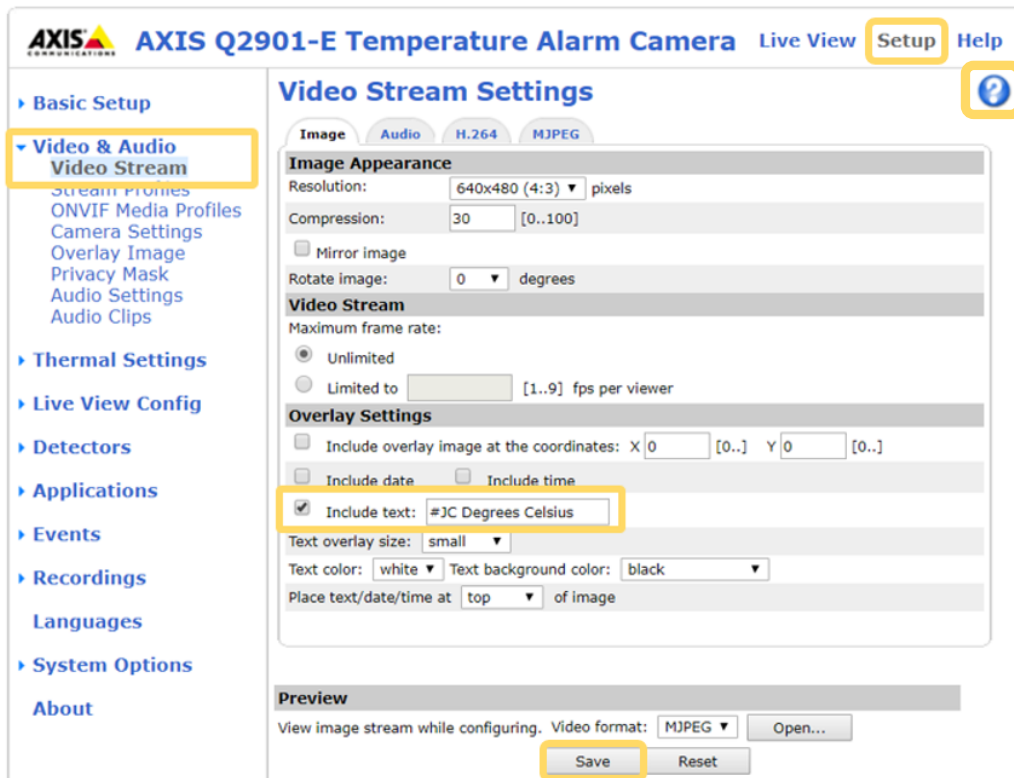 AXIS COMMUNICATIONS AXIS Q2901-E Temperature Alarm Camera Live View Setup Help
Basic Setup
Video & Audio
Video Stream
Stream Profiles
ONVIF Media Profiles
Camera Settings
Overlay Image
Privacy Mask
Audio Settings
Audio Clips
Thermal Settings
Live View Config
Detectors
Applications
Events
Recordings
Languages
System Options
About
Video Stream Settings ?
Image Audio H.264 MJPEG
Image Appearance
Resolution: 640x480 (4:3) pixels
Compression: 30 [0..100]
Mirror image
Rotate image: 0 degrees
Video Stream
Maximum frame rate:
Unlimited
Limited to [1..9] fps per viewer
Overlay Settings
Include overlay image at the coordinates: X 0 [0..] Y 0 [0..]
Include date Include time
Include text: #JC Degrees Celsius
Text overlay size: small
Text color: white Text background color: black
Place text/date/time at top of image
Preview
View image stream while configuring. Video format: MJPEG Open...
Save Reset